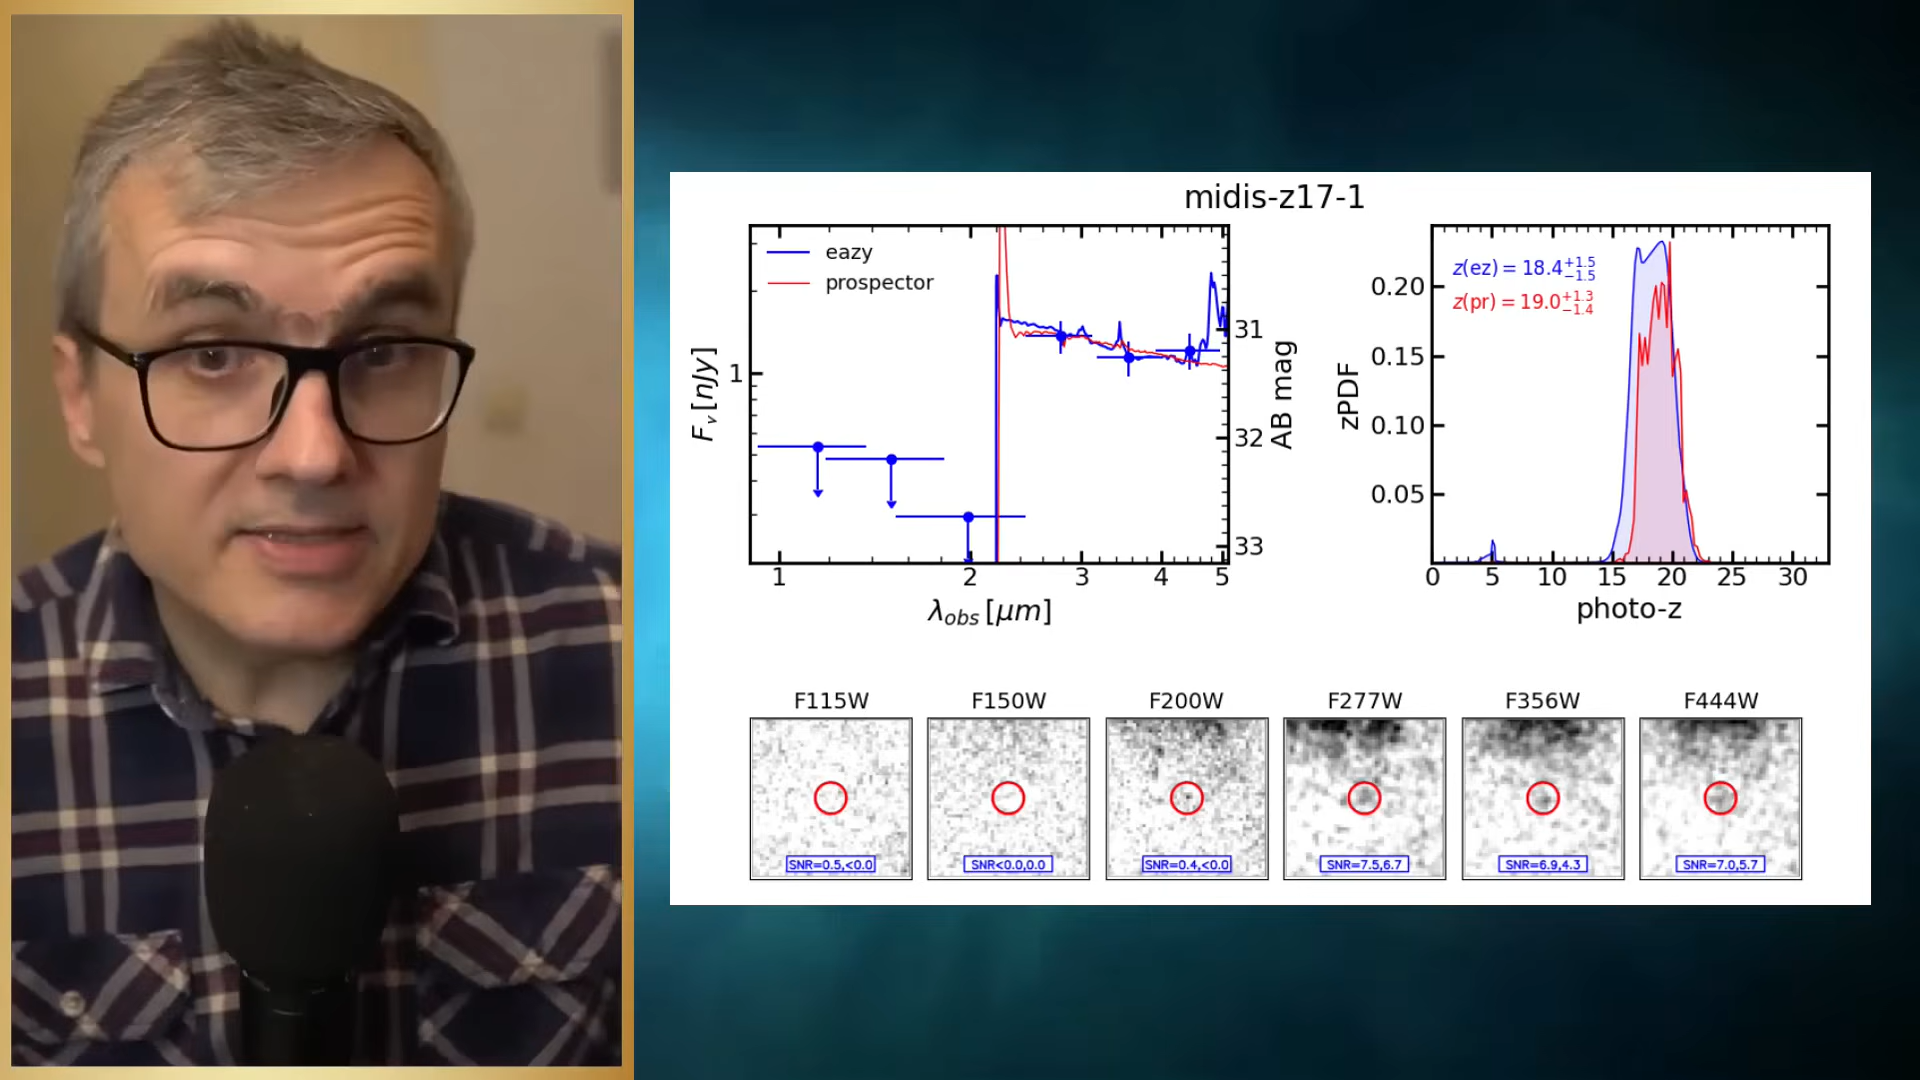 midis-z17-1
eazy
prospector
1
F_ν [nJy]
31
32
33
AB mag
1 2 3 4 5
λ_obs [μm]
z(ez) = 18.4 +1.5 −1.5
z(pr) = 19.0 +1.3 −1.4
0.20
0.15
0.10
0.05
zPDF
0 5 10 15 20 25 30
photo-z
F115W F150W F200W F277W F356W F444W
SNR=0.5,<0.0 SNR<0.0,0.0 SNR=0.4,<0.0 SNR=7.5,6.7 SNR=6.9,4.3 SNR=7.0,5.7